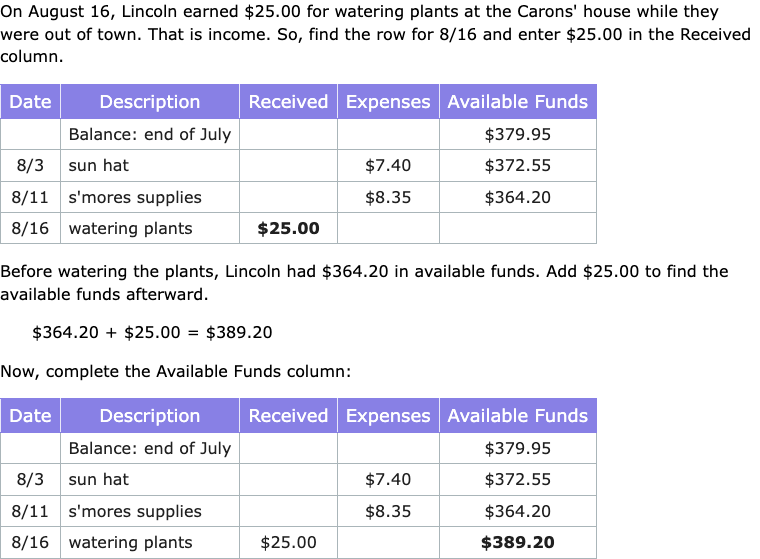 On August 16, Lincoln earned $25.00 for watering plants at the Carons' house while they
were out of town. That is income. So, find the row for 8/16 and enter $25.00 in the Received
column.
Date Description Received Expenses Available Funds
Balance: end of July $379.95
8/3 sun hat $7.40 $372.55
8/11 s'mores supplies $8.35 $364.20
8/16 watering plants $25.00
Before watering the plants, Lincoln had $364.20 in available funds. Add $25.00 to find the
available funds afterward.
$364.20 + $25.00 = $389.20
Now, complete the Available Funds column:
Date Description Received Expenses Available Funds
Balance: end of July $379.95
8/3 sun hat $7.40 $372.55
8/11 s'mores supplies $8.35 $364.20
8/16 watering plants $25.00 $389.20